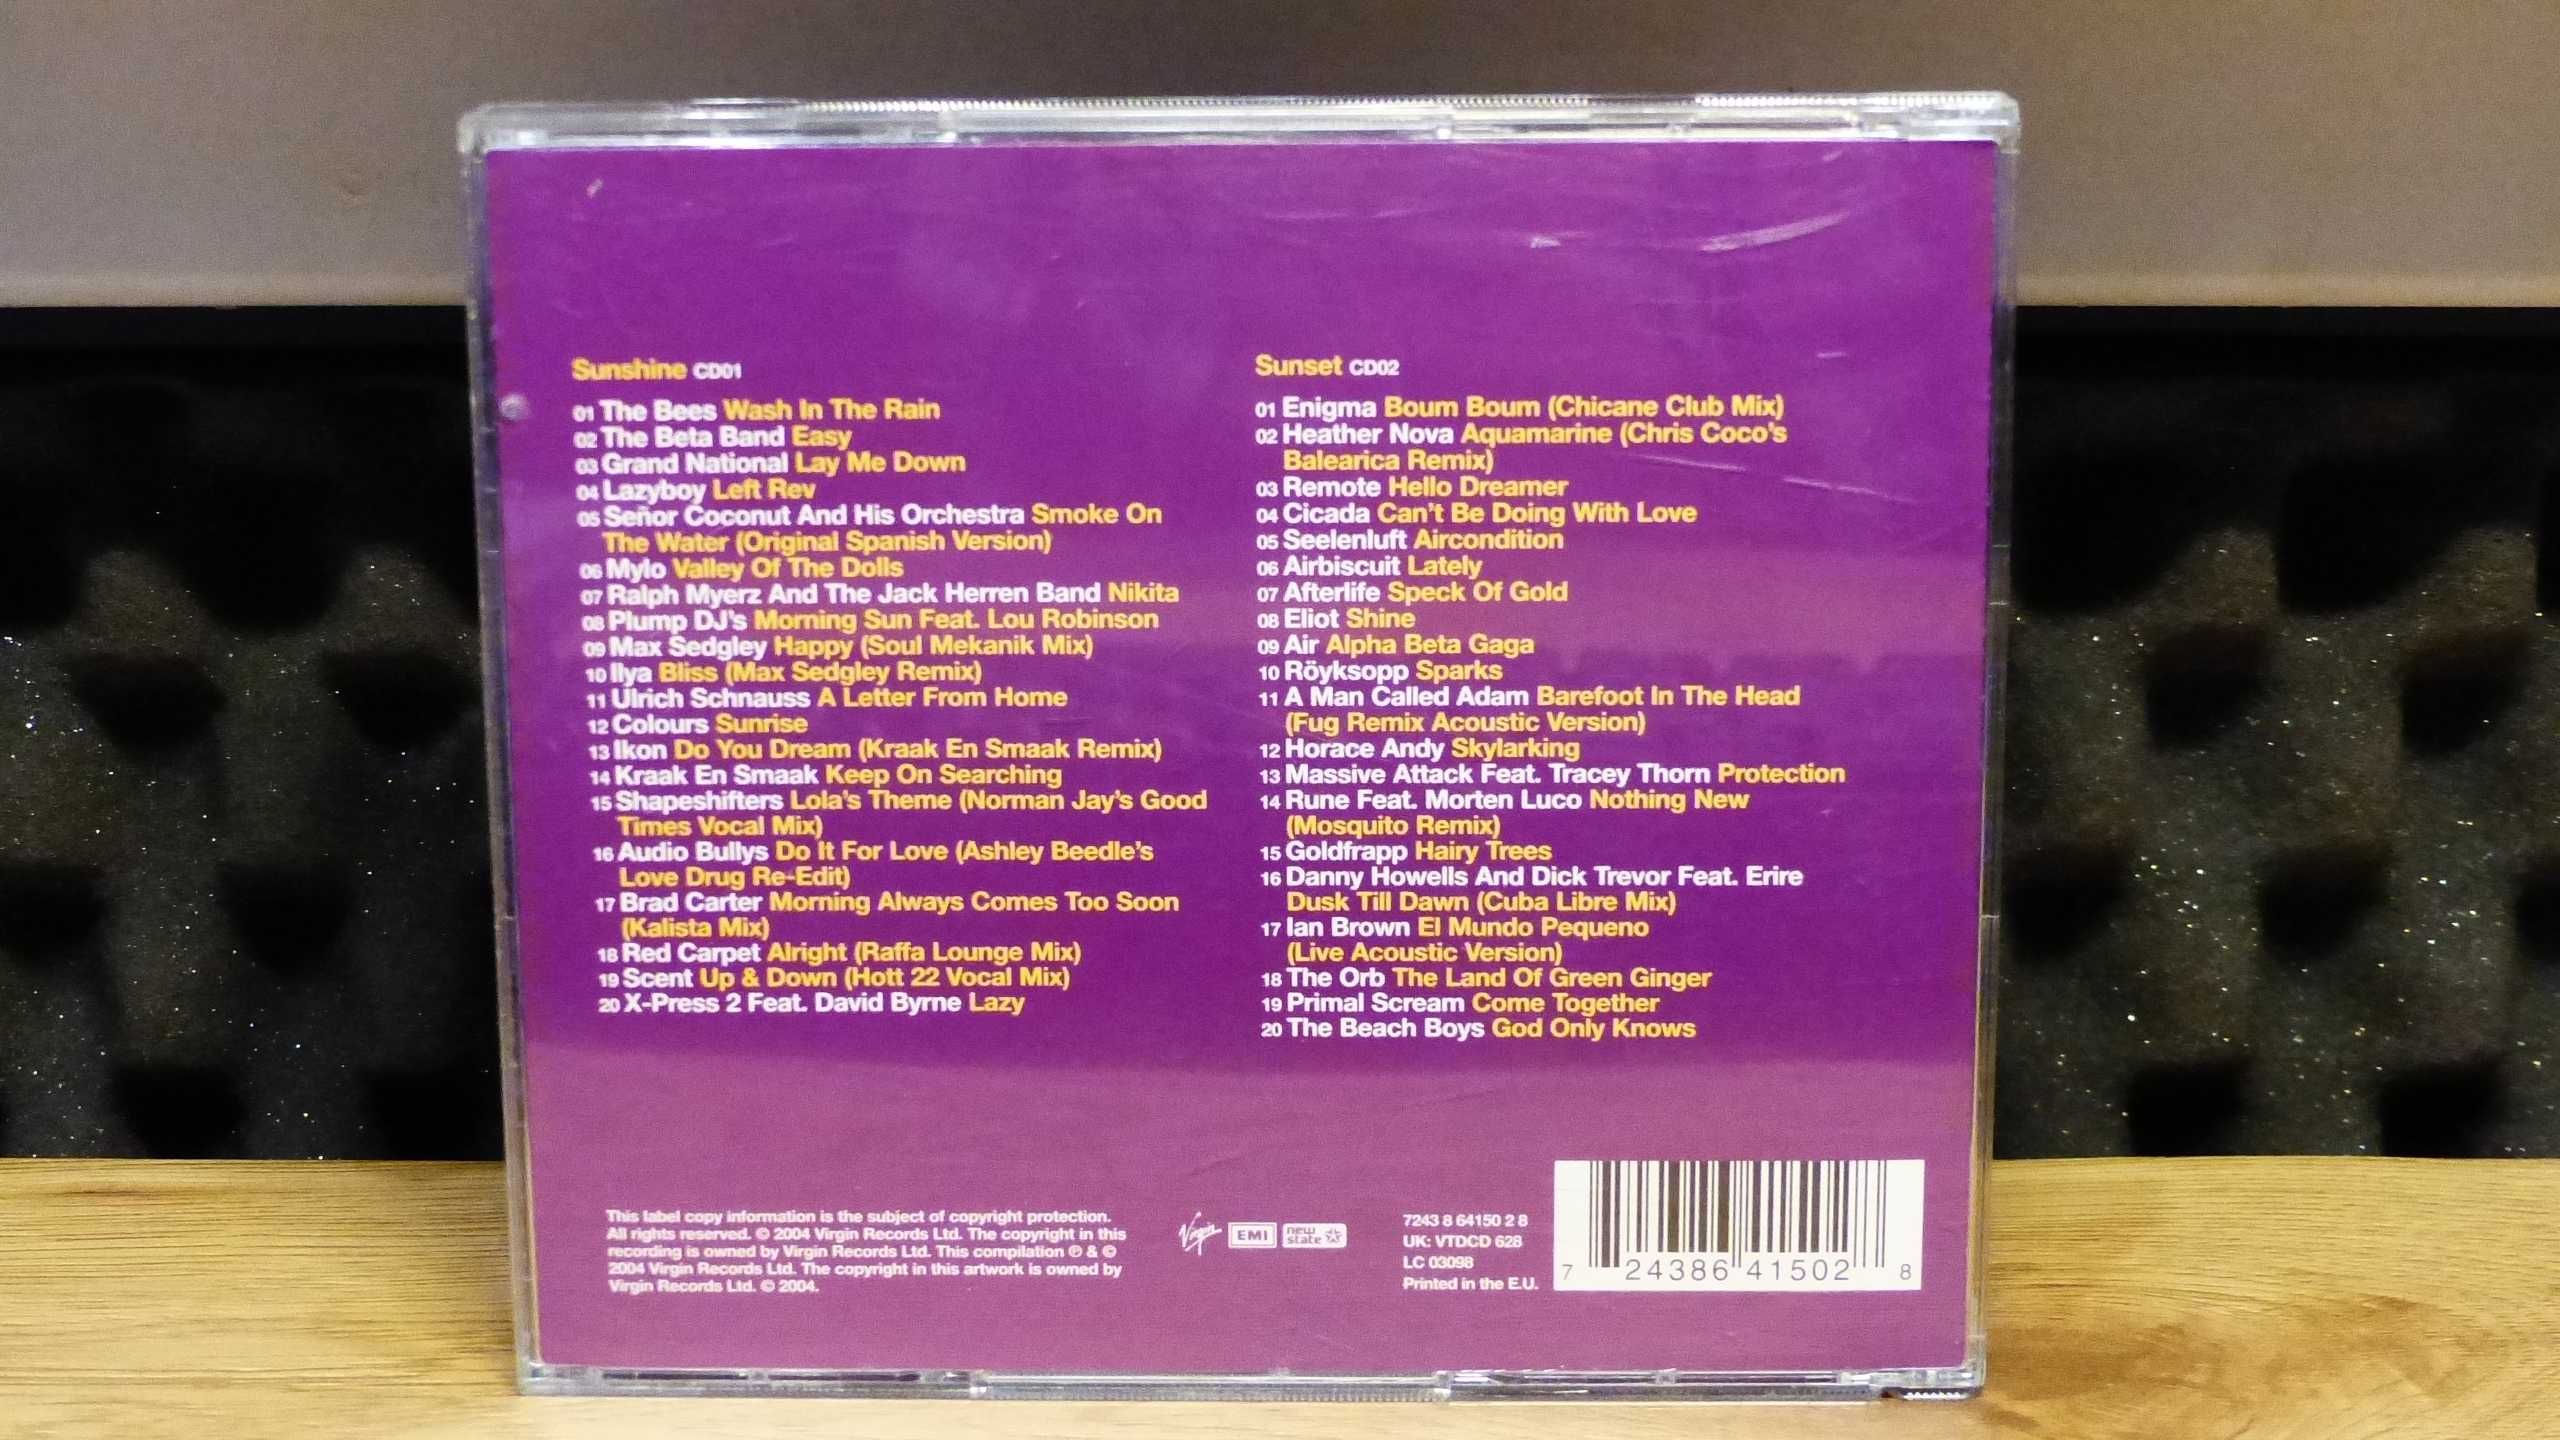 Sunshine CD01
01 The Bees Wash In The Rain
02 The Beta Band Easy
03 Grand National Lay Me Down
04 Lazyboy Left Rev
05 Señor Coconut And His Orchestra Smoke On
The Water (Original Spanish Version)
06 Mylo Valley Of The Dolls
07 Ralph Myerz And The Jack Herren Band Nikita
08 Plump DJ's Morning Sun Feat. Lou Robinson
09 Max Sedgley Happy (Soul Mekanik Mix)
10 Ilya Bliss (Max Sedgley Remix)
11 Ulrich Schnauss A Letter From Home
12 Colours Sunrise
13 Ikon Do You Dream (Kraak En Smaak Remix)
14 Kraak En Smaak Keep On Searching
15 Shapeshifters Lola's Theme (Norman Jay's Good
Times Vocal Mix)
16 Audio Bullys Do It For Love (Ashley Beedle's
Love Drug Re-Edit)
17 Brad Carter Morning Always Comes Too Soon
(Kalista Mix)
18 Red Carpet Alright (Raffa Lounge Mix)
19 Scent Up & Down (Hott 22 Vocal Mix)
20 X-Press 2 Feat. David Byrne Lazy
Sunset CD02
01 Enigma Boum Boum (Chicane Club Mix)
02 Heather Nova Aquamarine (Chris Coco's
Balearica Remix)
03 Remote Hello Dreamer
04 Cicada Can't Be Doing With Love
05 Seelenluft Aircondition
06 Airbiscuit Lately
07 Afterlife Speck Of Gold
08 Eliot Shine
09 Air Alpha Beta Gaga
10 Röyksopp Sparks
11 A Man Called Adam Barefoot In The Head
(Fug Remix Acoustic Version)
12 Horace Andy Skylarking
13 Massive Attack Feat. Tracey Thorn Protection
14 Rune Feat. Morten Luco Nothing New
(Mosquito Remix)
15 Goldfrapp Hairy Trees
16 Danny Howells And Dick Trevor Feat. Erire
Dusk Till Dawn (Cuba Libre Mix)
17 Ian Brown El Mundo Pequeno
(Live Acoustic Version)
18 The Orb The Land Of Green Ginger
19 Primal Scream Come Together
20 The Beach Boys God Only Knows
This label copy information is the subject of copyright protection.
All rights reserved. © 2004 Virgin Records Ltd. The copyright in this
recording is owned by Virgin Records Ltd. This compilation ℗ & ©
2004 Virgin Records Ltd. The copyright in this artwork is owned by
Virgin Records Ltd. © 2004.
Virgin
EMI
new
state
7243 8 64150 2 8
UK: VTDCD 628
LC 03098
Printed in the E.U.
7 24386 41502 8